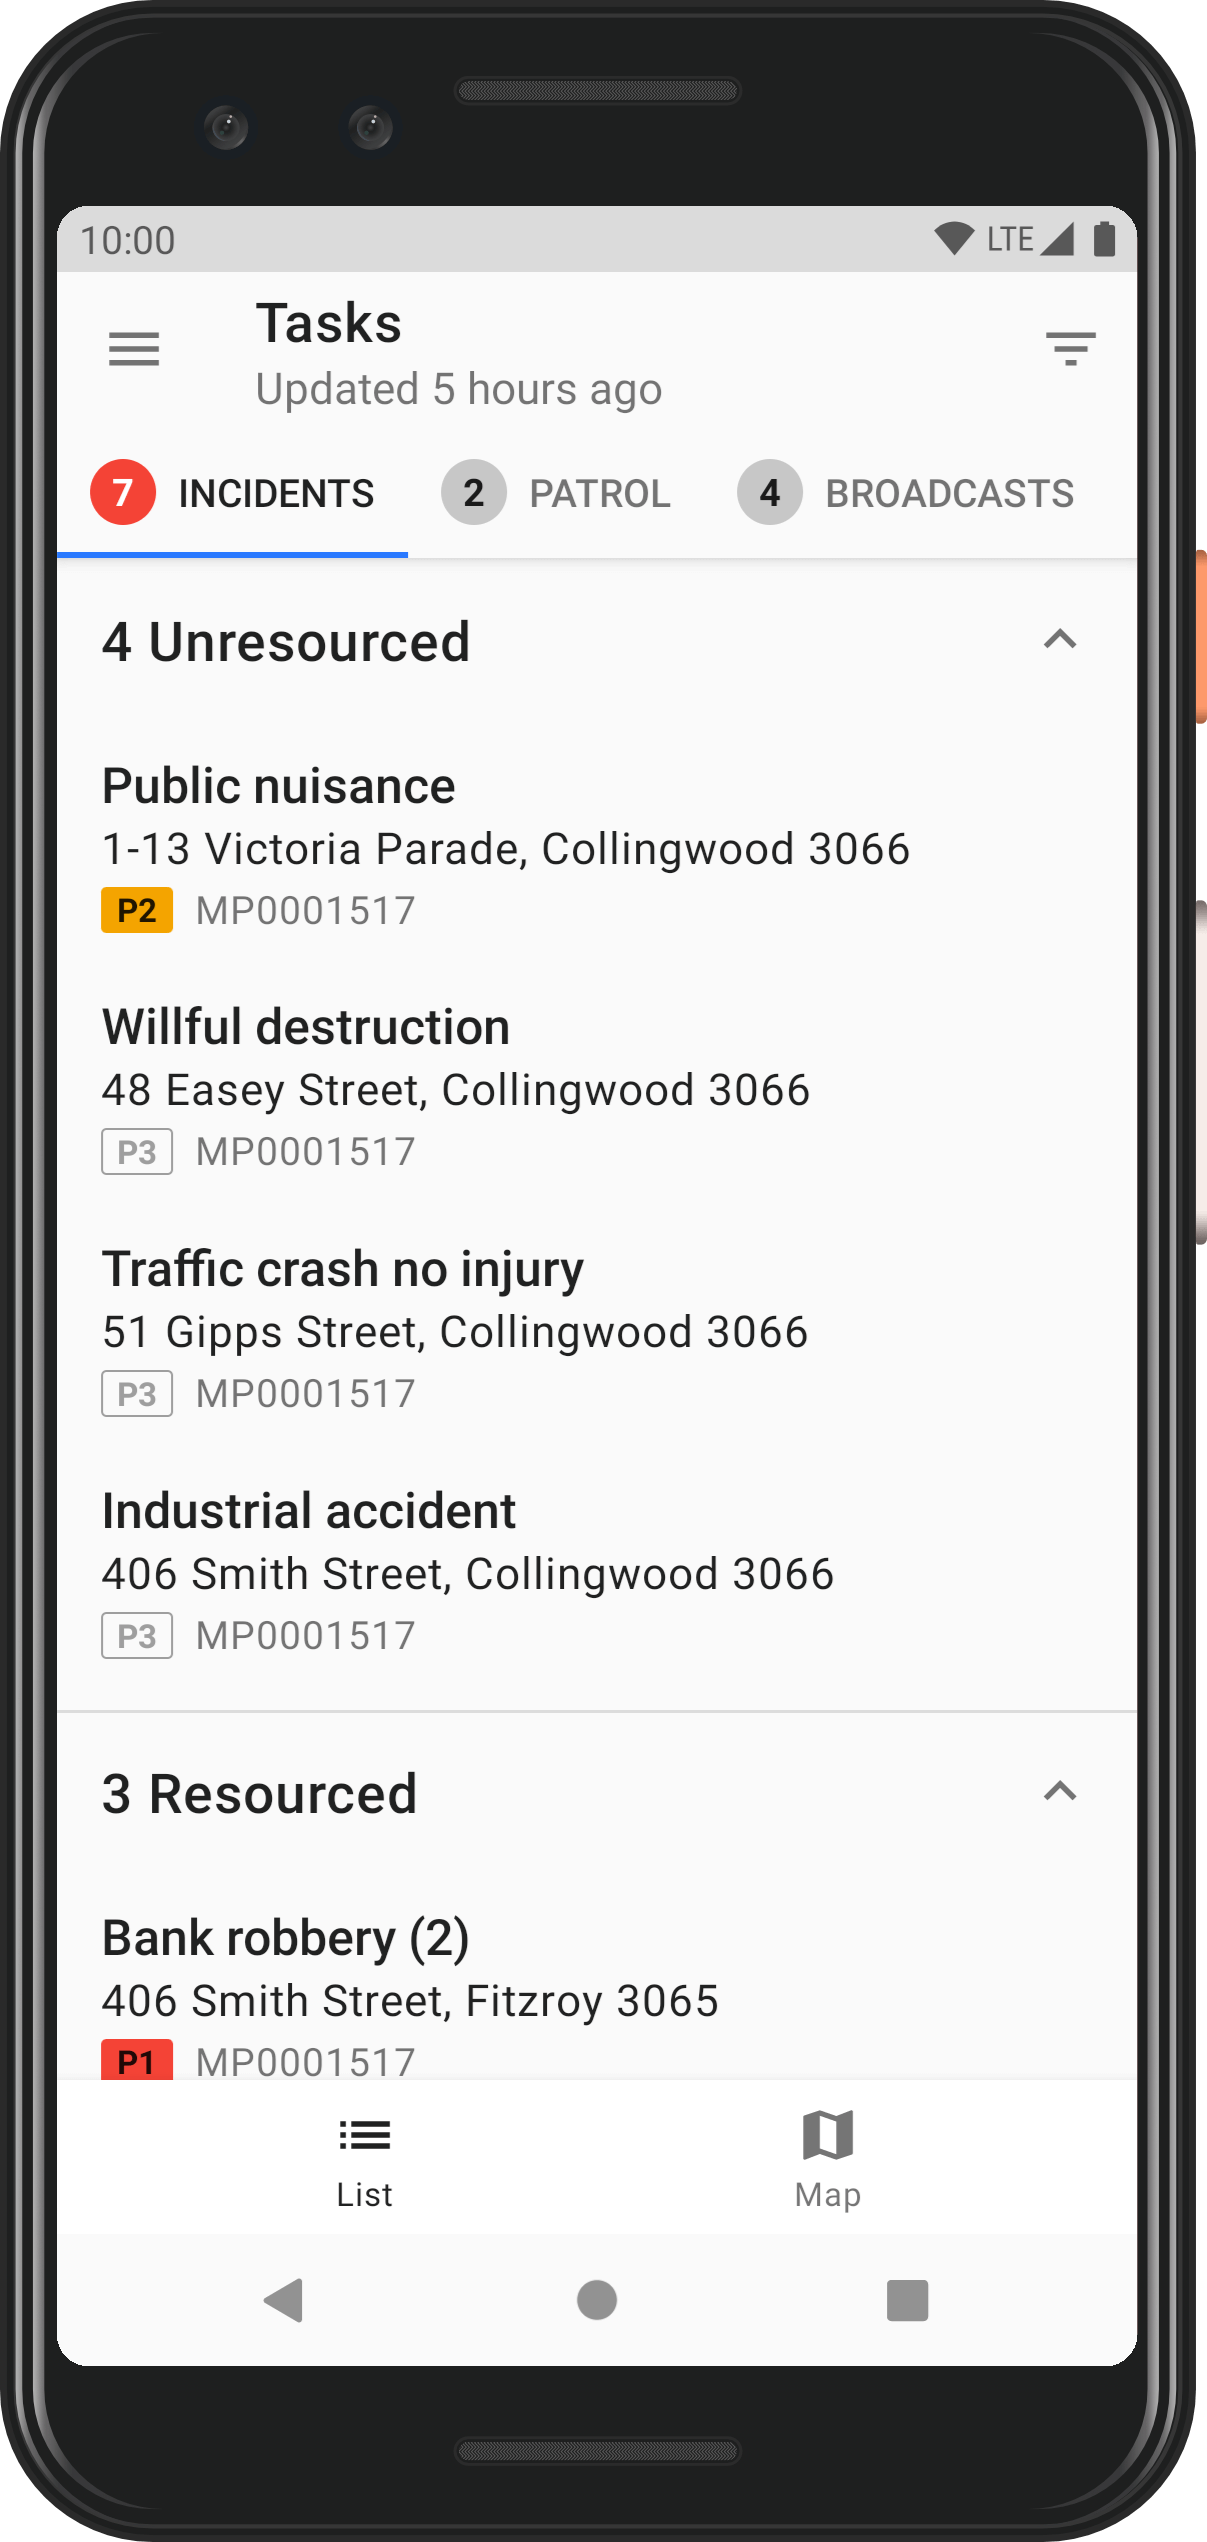 10:00 LTE
Tasks
Updated 5 hours ago
7 INCIDENTS 2 PATROL 4 BROADCASTS
4 Unresourced
Public nuisance
1-13 Victoria Parade, Collingwood 3066
P2 MP0001517
Willful destruction
48 Easey Street, Collingwood 3066
P3 MP0001517
Traffic crash no injury
51 Gipps Street, Collingwood 3066
P3 MP0001517
Industrial accident
406 Smith Street, Collingwood 3066
P3 MP0001517
3 Resourced
Bank robbery (2)
406 Smith Street, Fitzroy 3065
P1 MP0001517
List Map